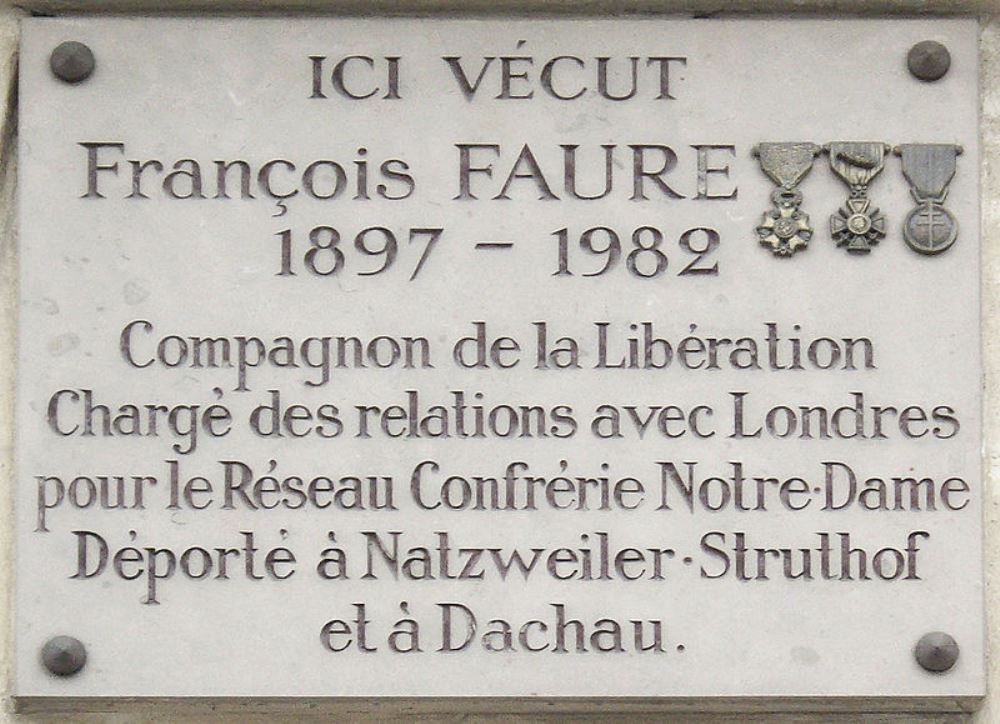 ICI VÉCUT
François FAURE
1897 - 1982
Compagnon de la Libération
Chargé des relations avec Londres
pour le Réseau Confrérie Notre-Dame
Déporté à Natzweiler-Struthof
et à Dachau.